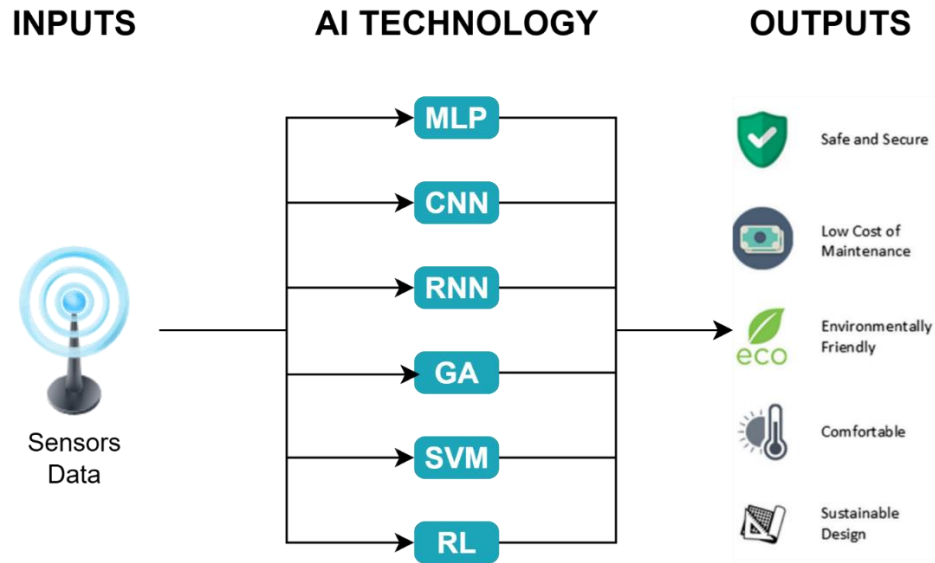 INPUTS
AI TECHNOLOGY
OUTPUTS
Sensors
Data
MLP
CNN
RNN
GA
SVM
RL
Safe and Secure
Low Cost of
Maintenance
eco
Environmentally
Friendly
Comfortable
Sustainable
Design